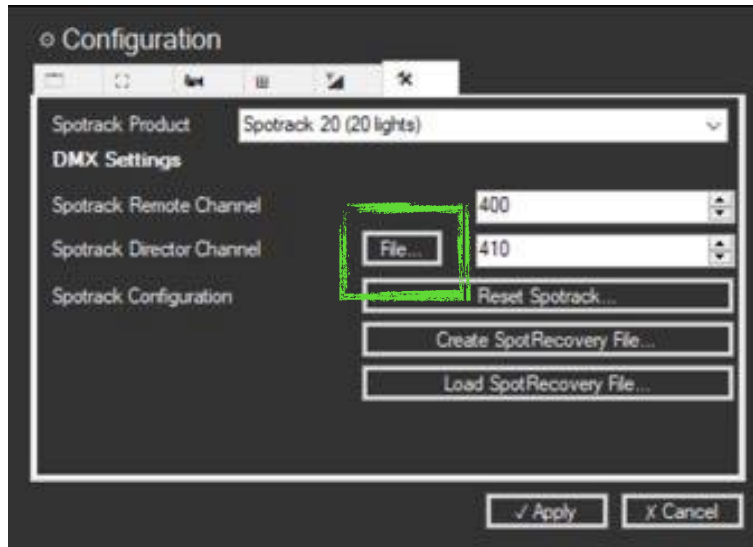 Configuration
Spotrack Product Spotrack 20 (20 lights)
DMX Settings
Spotrack Remote Channel 400
Spotrack Director Channel File... 410
Spotrack Configuration Reset Spotrack...
Create SpotRecovery File...
Load SpotRecovery File...
✓ Apply X Cancel